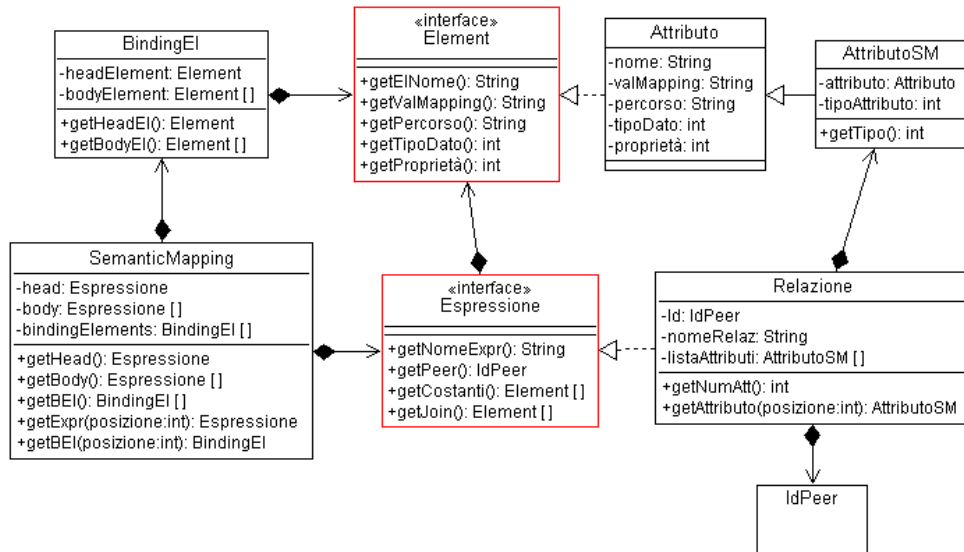 BindingEl
-headElement: Element
-bodyElement: Element [ ]
+getHeadEl(): Element
+getBodyEl(): Element [ ]
«interface»
Element
+getElNome(): String
+getValMapping(): String
+getPercorso(): String
+getTipoDato(): int
+getProprietà(): int
Attributo
-nome: String
-valMapping: String
-percorso: String
-tipoDato: int
-proprietà: int
AttributoSM
-attributo: Attributo
-tipoAttributo: int
+getTipo(): int
SemanticMapping
-head: Espressione
-body: Espressione [ ]
-bindingElements: BindingEl [ ]
+getHead(): Espressione
+getBody(): Espressione [ ]
+getBEl(): BindingEl [ ]
+getExpr(posizione:int): Espressione
+getBEl(posizione:int): BindingEl
«interface»
Espressione
+getNomeExpr(): String
+getPeer(): IdPeer
+getCostanti(): Element [ ]
+getJoin(): Element [ ]
Relazione
-Id: IdPeer
-nomeRelaz: String
-listaAttributi: AttributoSM [ ]
+getNumAtt(): int
+getAttributo(posizione:int): AttributoSM
IdPeer